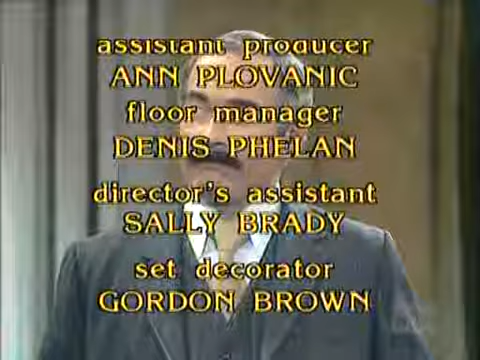 assistant producer
ANN PLOVANIC
floor manager
DENIS PHELAN
director's assistant
SALLY BRADY
set decorator
GORDON BROWN